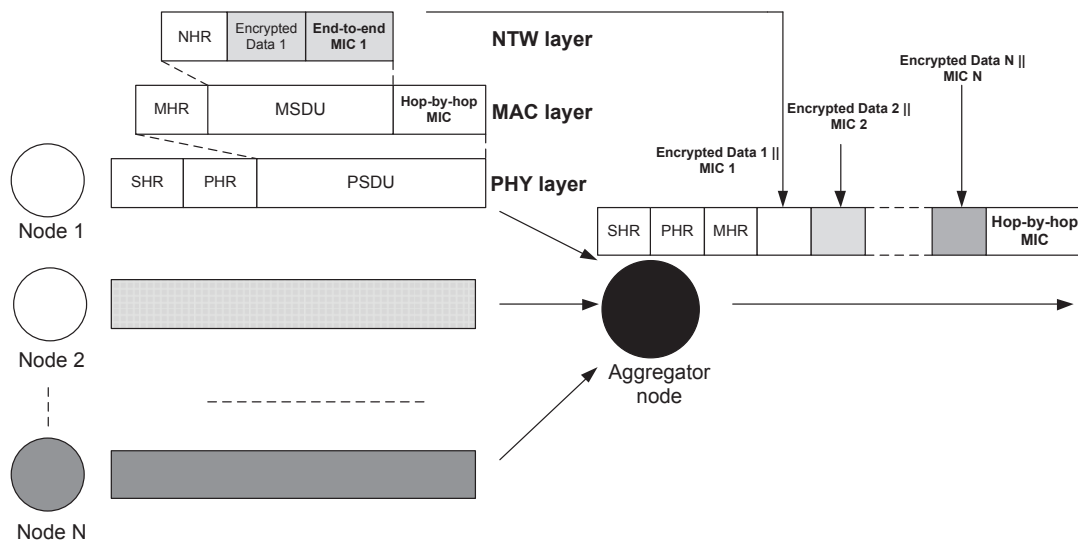 NHR
Encrypted
Data 1
End-to-end
MIC 1
NTW layer
MHR
MSDU
Hop-by-hop
MIC
MAC layer
SHR
PHR
PSDU
PHY layer
Node 1
Node 2
Node N
Encrypted Data 1 ||
MIC 1
Encrypted Data 2 ||
MIC 2
Encrypted Data N ||
MIC N
SHR
PHR
MHR
Hop-by-hop
MIC
Aggregator
node